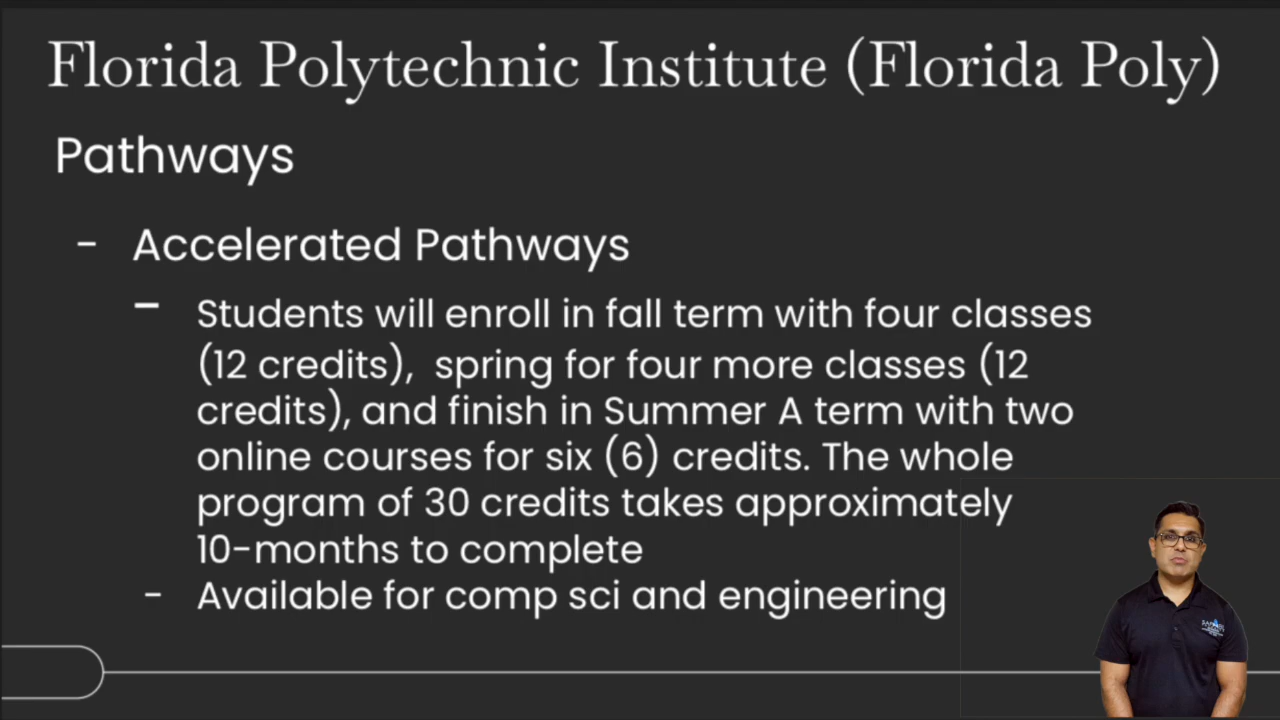 Florida Polytechnic Institute (Florida Poly)
Pathways
- Accelerated Pathways
- Students will enroll in fall term with four classes
(12 credits), spring for four more classes (12
credits), and finish in Summer A term with two
online courses for six (6) credits. The whole
program of 30 credits takes approximately
10-months to complete
- Available for comp sci and engineering